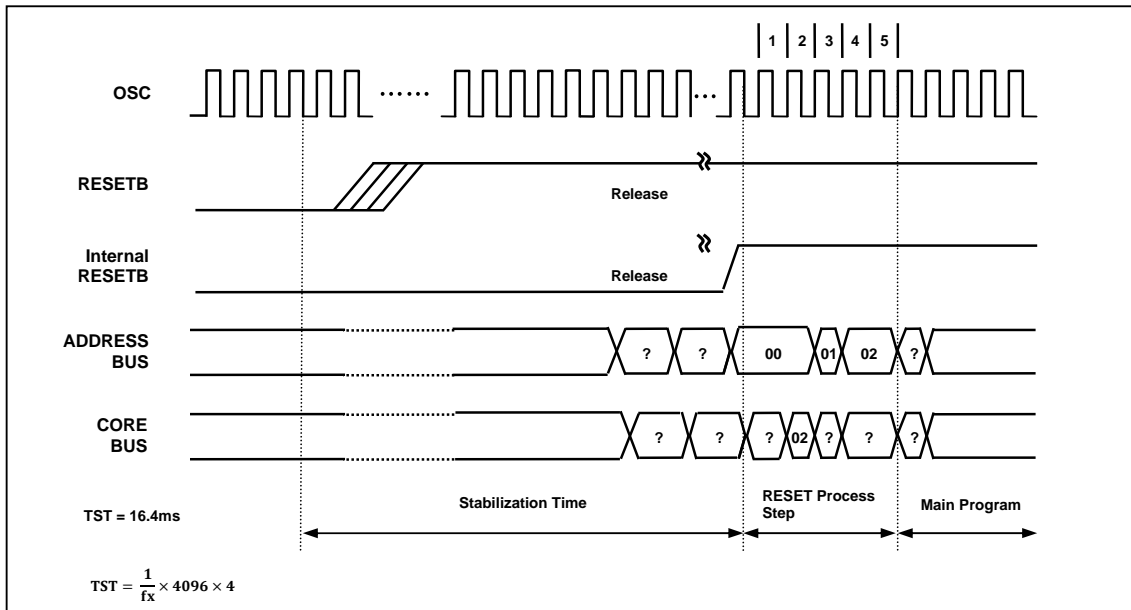 1 2 3 4 5
OSC
RESETB
Release
Internal
RESETB
Release
ADDRESS
BUS
? ? 00 01 02 ?
CORE
BUS
? ? ? 02 ? ? ?
TST = 16.4ms
Stabilization Time
RESET Process
Step
Main Program
TST = 1/fx × 4096 × 4